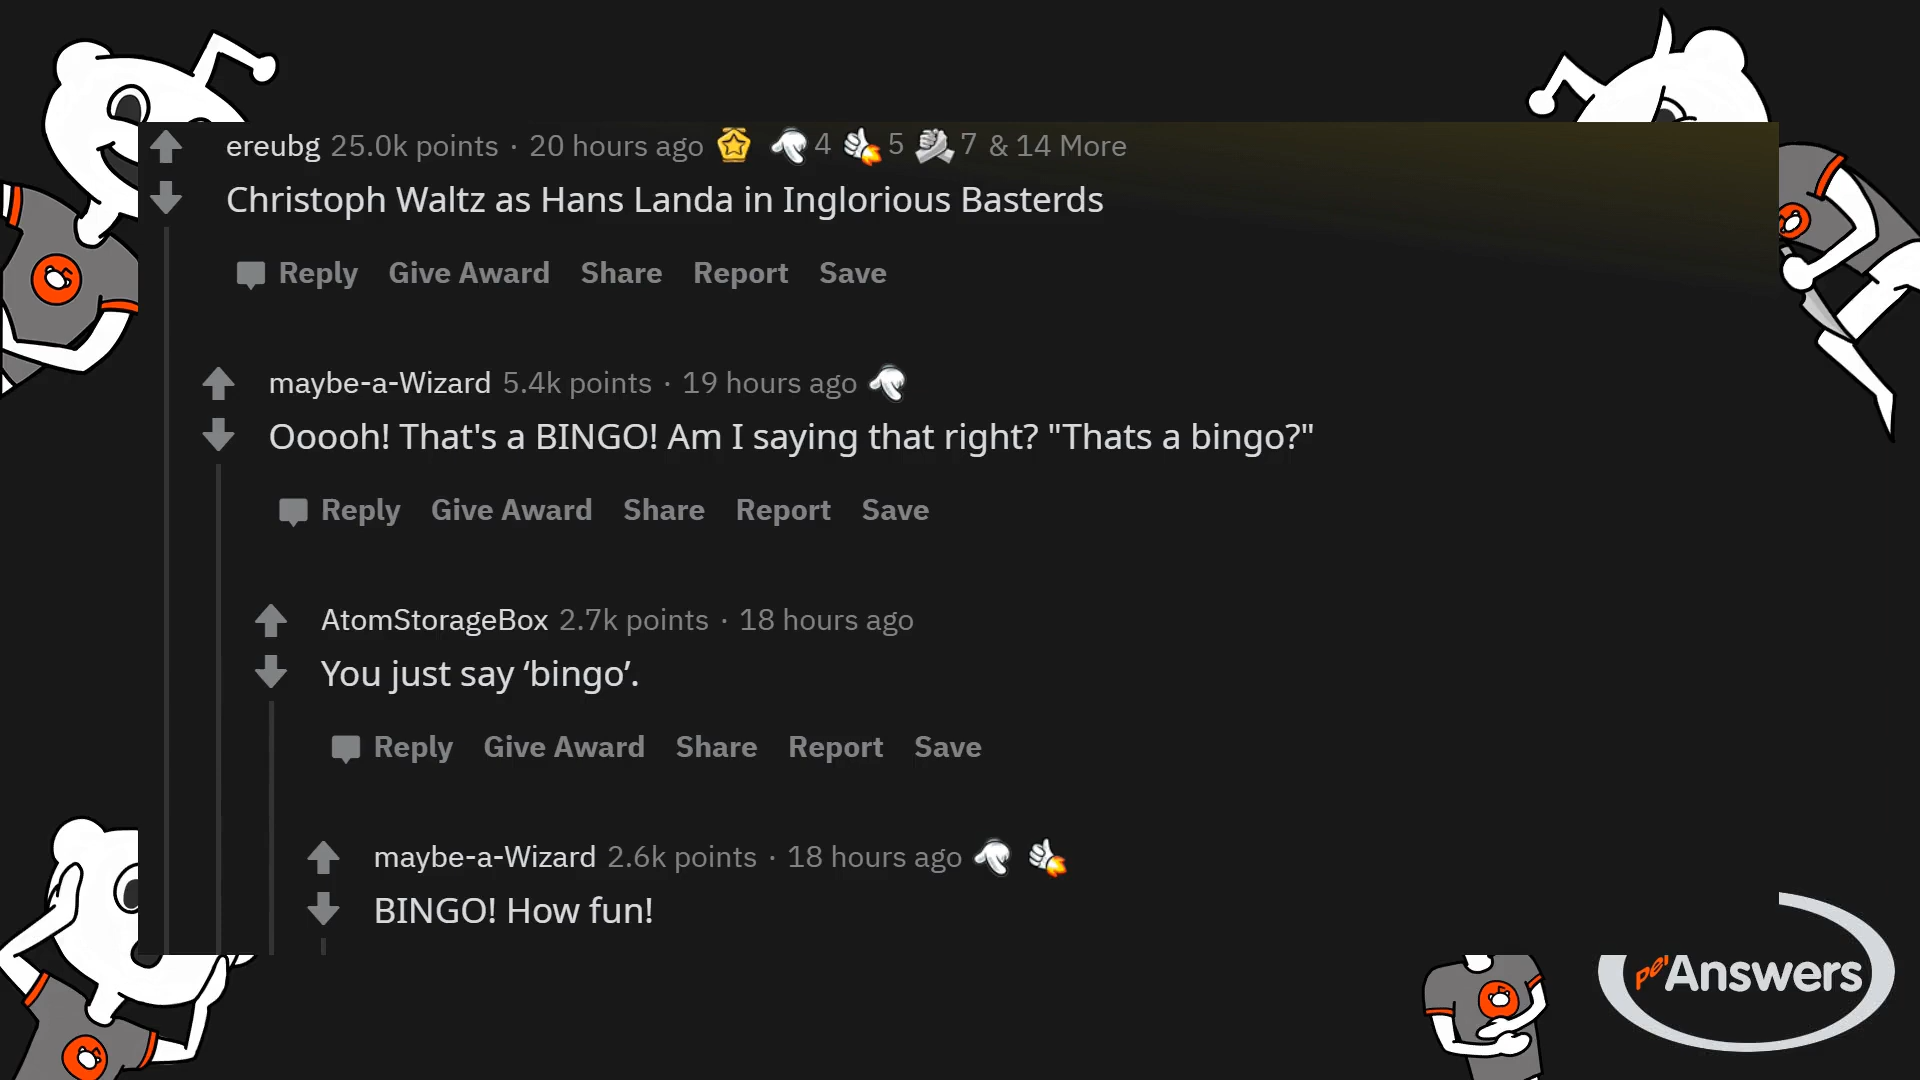 ereubg 25.0k points · 20 hours ago 4 5 7 & 14 More
Christoph Waltz as Hans Landa in Inglorious Basterds
Reply Give Award Share Report Save
maybe-a-Wizard 5.4k points · 19 hours ago
Ooooh! That's a BINGO! Am I saying that right? "Thats a bingo?"
Reply Give Award Share Report Save
AtomStorageBox 2.7k points · 18 hours ago
You just say ‘bingo’.
Reply Give Award Share Report Save
maybe-a-Wizard 2.6k points · 18 hours ago
BINGO! How fun!
Answers